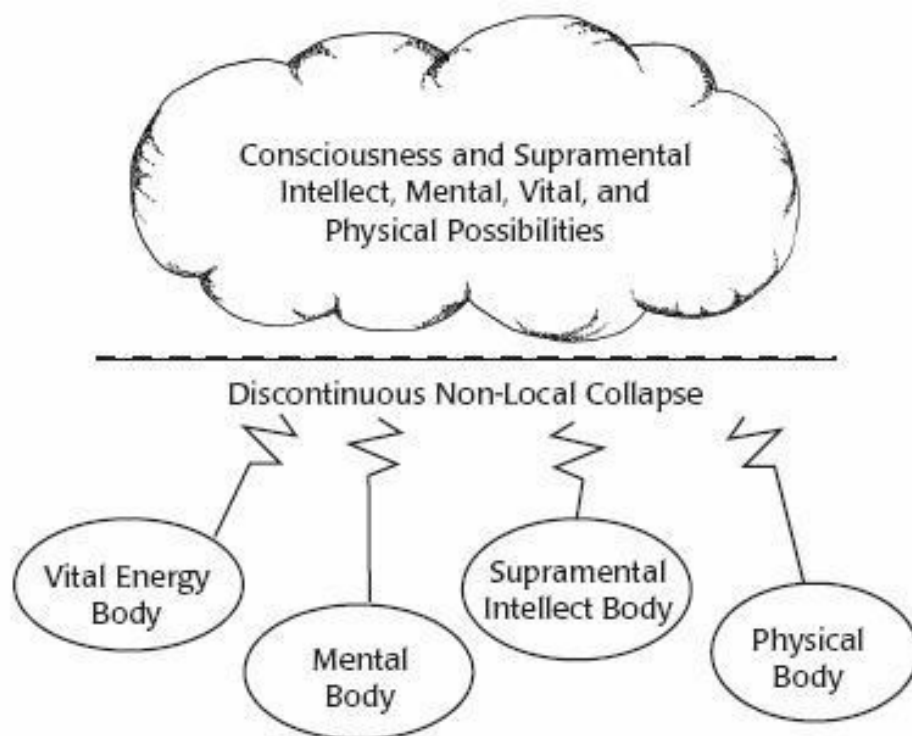 Consciousness and Supramental
Intellect, Mental, Vital, and
Physical Possibilities
Discontinuous Non-Local Collapse
Vital Energy
Body
Mental
Body
Supramental
Intellect Body
Physical
Body